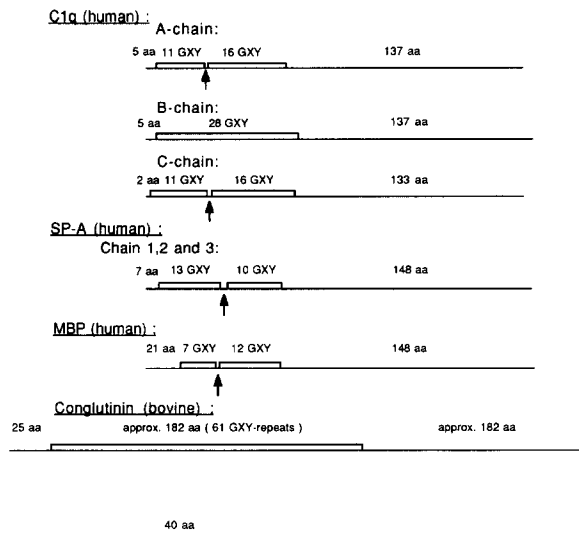 C1q (human) :
A-chain:
5 aa 11 GXY 16 GXY 137 aa
B-chain:
5 aa 28 GXY 137 aa
C-chain:
2 aa 11 GXY 16 GXY 133 aa
SP-A (human) :
Chain 1,2 and 3:
7 aa 13 GXY 10 GXY 148 aa
MBP (human) :
21 aa 7 GXY 12 GXY 148 aa
Conglutinin (bovine) :
25 aa approx. 182 aa ( 61 GXY-repeats ) approx. 182 aa
40 aa